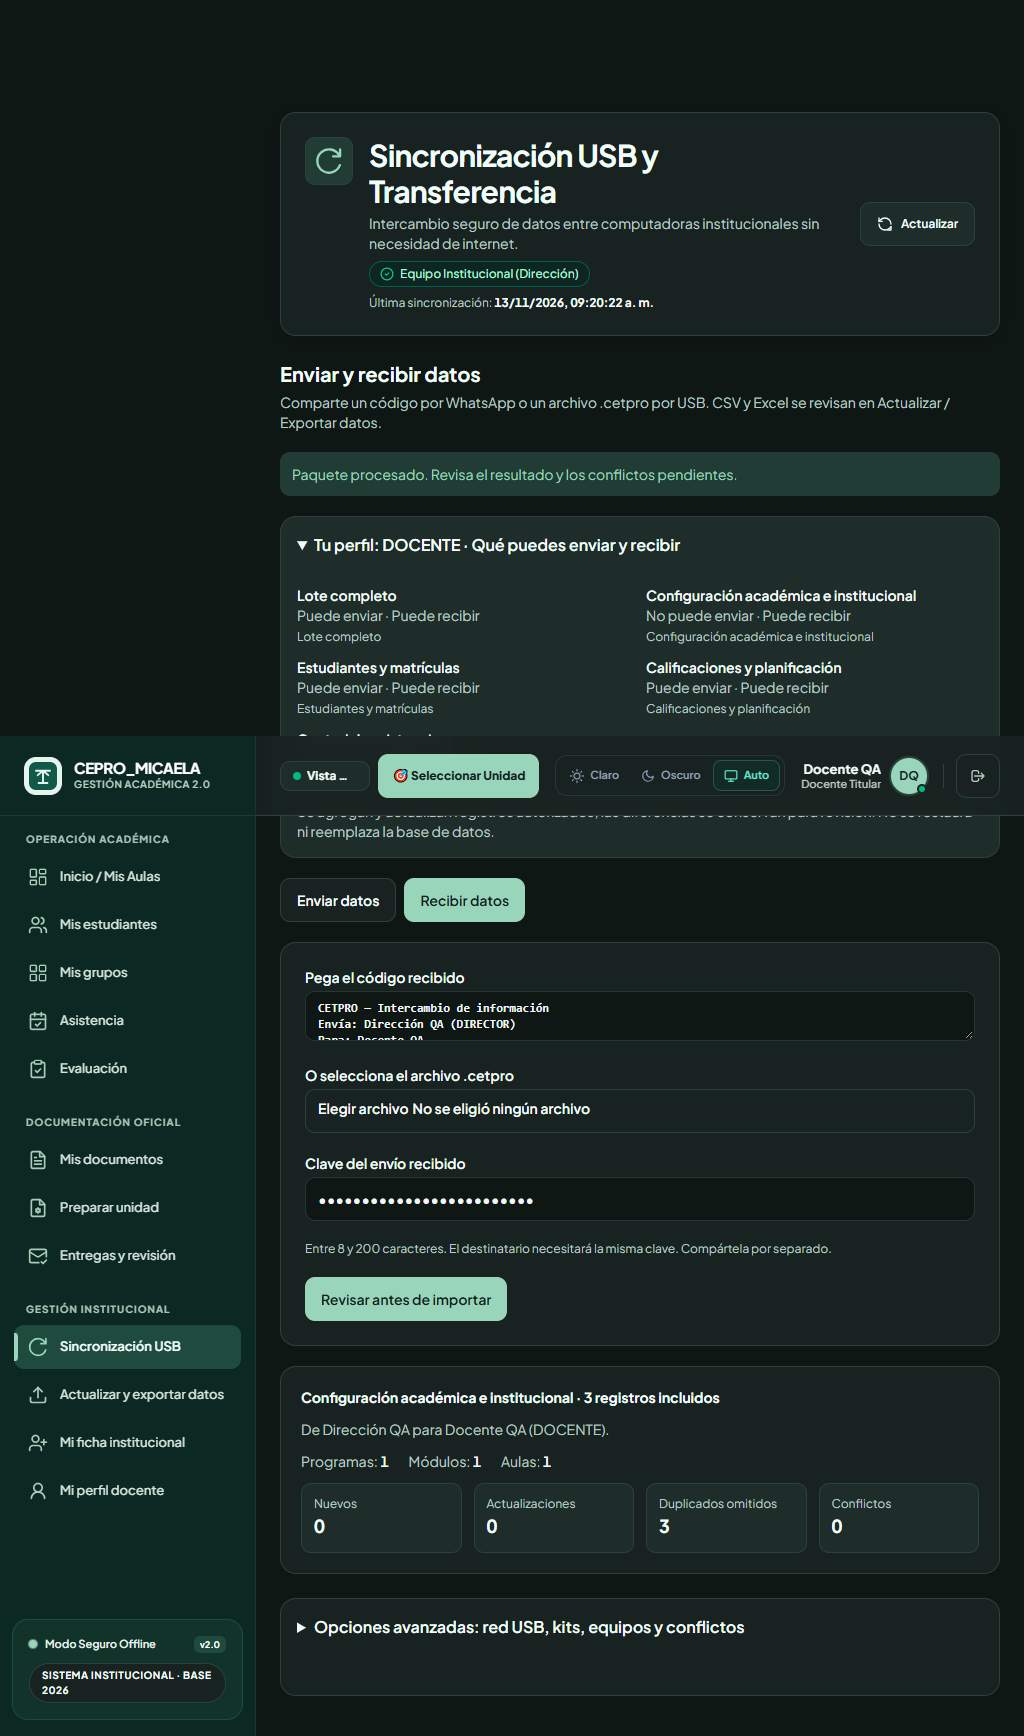 Sincronización USB y
Transferencia
Intercambio seguro de datos entre computadoras institucionales sin
necesidad de internet.
Actualizar
Equipo Institucional (Dirección)
Última sincronización: 13/11/2026, 09:20:22 a. m.
Enviar y recibir datos
Comparte un código por WhatsApp o un archivo .cetpro por USB. CSV y Excel se revisan en Actualizar /
Exportar datos.
Paquete procesado. Revisa el resultado y los conflictos pendientes.
▼ Tu perfil: DOCENTE · Qué puedes enviar y recibir
Lote completo
Puede enviar · Puede recibir
Lote completo
Configuración académica e institucional
No puede enviar · Puede recibir
Configuración académica e institucional
Estudiantes y matrículas
Puede enviar · Puede recibir
Estudiantes y matrículas
Calificaciones y planificación
Puede enviar · Puede recibir
Calificaciones y planificación
CEPRO_MICAELA
GESTIÓN ACADÉMICA 2.0
Vista ...
🎯 Seleccionar Unidad
Claro
Oscuro
Auto
Docente QA
Docente Titular
DQ
ni reemplaza la base de datos.
OPERACIÓN ACADÉMICA
Inicio / Mis Aulas
Mis estudiantes
Mis grupos
Asistencia
Evaluación
DOCUMENTACIÓN OFICIAL
Mis documentos
Preparar unidad
Entregas y revisión
GESTIÓN INSTITUCIONAL
Sincronización USB
Actualizar y exportar datos
Mi ficha institucional
Mi perfil docente
Modo Seguro Offline
v2.0
SISTEMA INSTITUCIONAL · BASE
2026
Enviar datos
Recibir datos
Pega el código recibido
CETPRO — Intercambio de información
Envía: Dirección QA (DIRECTOR)
Para: Docente QA
O selecciona el archivo .cetpro
Elegir archivo No se eligió ningún archivo
Clave del envío recibido
●●●●●●●●●●●●●●●●●●●●●●●●●
Entre 8 y 200 caracteres. El destinatario necesitará la misma clave. Compártela por separado.
Revisar antes de importar
Configuración académica e institucional · 3 registros incluidos
De Dirección QA para Docente QA (DOCENTE).
Programas: 1 Módulos: 1 Aulas: 1
Nuevos
0
Actualizaciones
0
Duplicados omitidos
3
Conflictos
0
▶ Opciones avanzadas: red USB, kits, equipos y conflictos